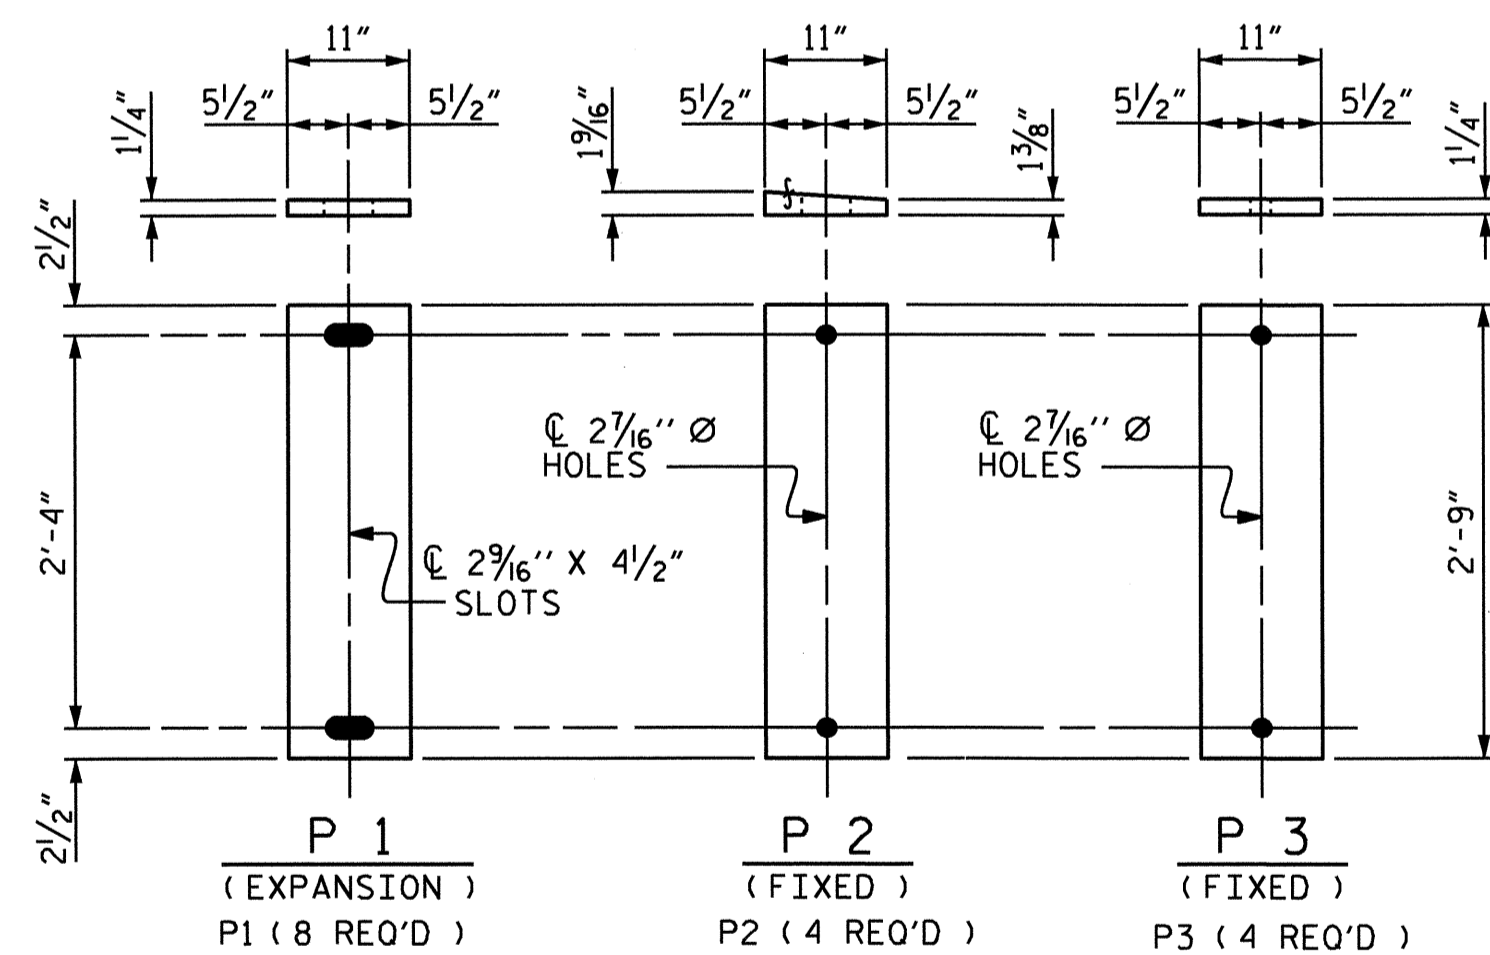 11" 11" 11"
5½" 5½" 5½" 5½" 5½" 5½"
1¼" 1⁹⁄₁₆" 1⅜" 1¼"
2½"
2'-4"
2½"
2'-9"
℄ 2⁷⁄₁₆'' Ø
HOLES
℄ 2⁷⁄₁₆'' Ø
HOLES
℄ 2⁹⁄₁₆'' X 4½"
SLOTS
P 1
( EXPANSION )
P1 ( 8 REQ'D )
P 2
( FIXED )
P2 ( 4 REQ'D )
P 3
( FIXED )
P3 ( 4 REQ'D )